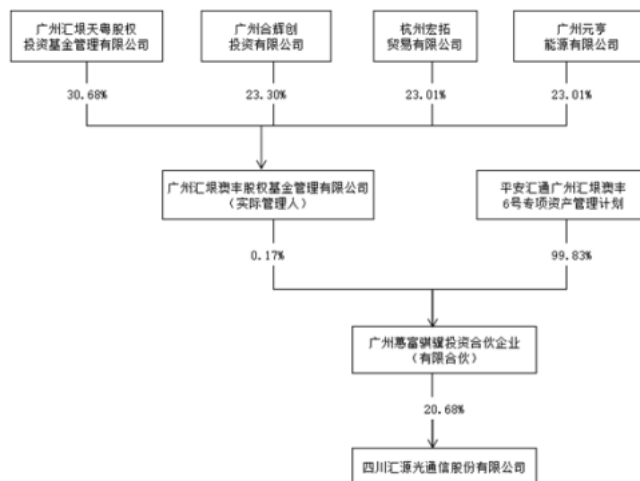 广州汇垠天粤股权
投资基金管理有限公司
广州合辉创
投资有限公司
杭州宏拓
贸易有限公司
广州元亨
能源有限公司
30.68%
23.30%
23.01%
23.01%
广州汇垠澳丰股权基金管理有限公司
(实际管理人)
平安汇通广州汇垠澳丰
6号专项资产管理计划
0.17%
99.83%
广州蕙富骐骥投资合伙企业
(有限合伙)
20.68%
四川汇源光通信股份有限公司